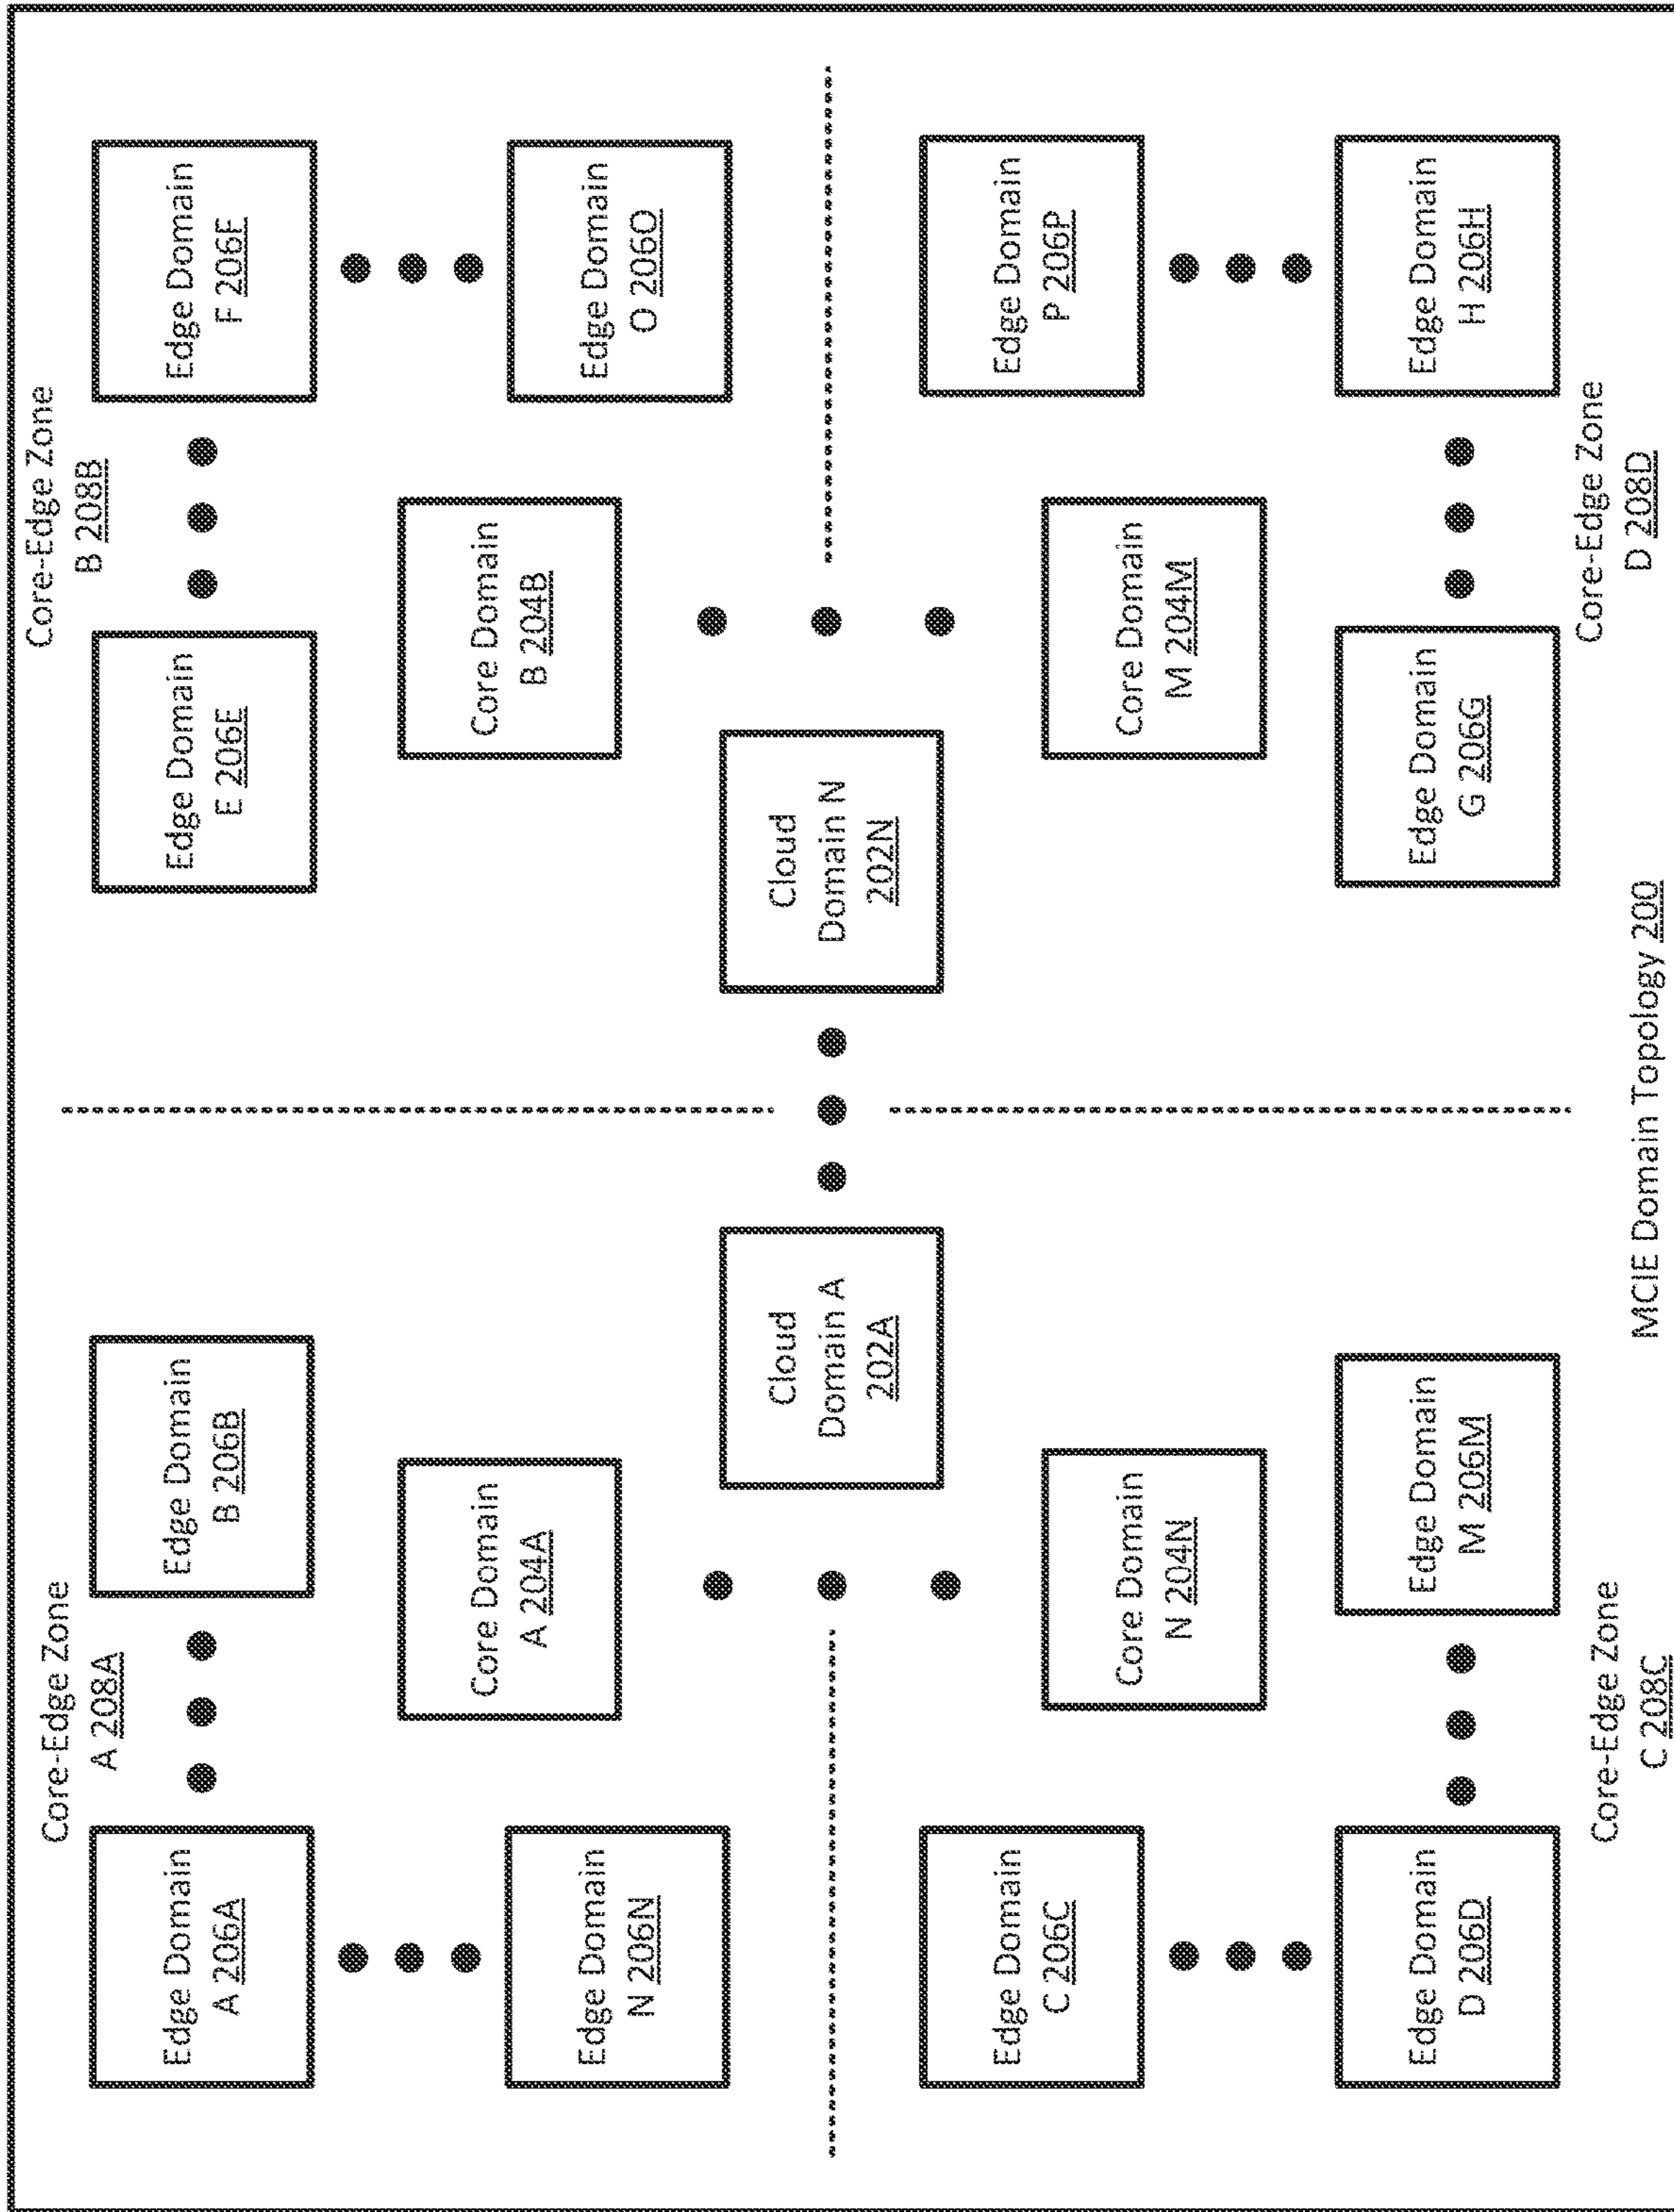 Core-Edge Zone
A 208A
Core-Edge Zone
B 208B
Edge Domain
A 206A
Edge Domain
B 206B
Edge Domain
E 206E
Edge Domain
F 206F
Core Domain
A 204A
Core Domain
B 204B
Edge Domain
N 206N
Edge Domain
O 206O
Cloud
Domain A
202A
Cloud
Domain N
202N
Edge Domain
C 206C
Edge Domain
P 206P
Core Domain
N 204N
Core Domain
M 204M
Edge Domain
D 206D
Edge Domain
M 206M
Edge Domain
G 206G
Edge Domain
H 206H
Core-Edge Zone
C 208C
Core-Edge Zone
D 208D
MCIE Domain Topology 200